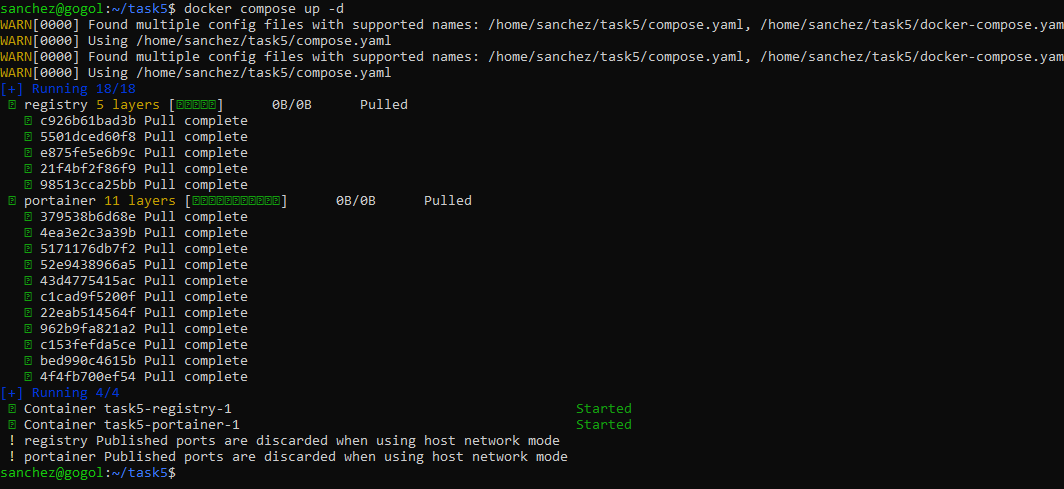 sanchez@gogol:~/task5$ docker compose up -d
WARN[0000] Found multiple config files with supported names: /home/sanchez/task5/compose.yaml, /home/sanchez/task5/docker-compose.yam
WARN[0000] Using /home/sanchez/task5/compose.yaml
WARN[0000] Found multiple config files with supported names: /home/sanchez/task5/compose.yaml, /home/sanchez/task5/docker-compose.yam
WARN[0000] Using /home/sanchez/task5/compose.yaml
[+] Running 18/18
registry 5 layers [⍰⍰⍰⍰⍰] 0B/0B Pulled
c926b61bad3b Pull complete
5501dced60f8 Pull complete
e875fe5e6b9c Pull complete
21f4bf2f86f9 Pull complete
98513cca25bb Pull complete
portainer 11 layers [⍰⍰⍰⍰⍰⍰⍰⍰⍰⍰⍰] 0B/0B Pulled
379538b6d68e Pull complete
4ea3e2c3a39b Pull complete
5171176db7f2 Pull complete
52e9438966a5 Pull complete
43d4775415ac Pull complete
c1cad9f5200f Pull complete
22eab514564f Pull complete
962b9fa821a2 Pull complete
c153fefda5ce Pull complete
bed990c4615b Pull complete
4f4fb700ef54 Pull complete
[+] Running 4/4
Container task5-registry-1 Started
Container task5-portainer-1 Started
! registry Published ports are discarded when using host network mode
! portainer Published ports are discarded when using host network mode
sanchez@gogol:~/task5$